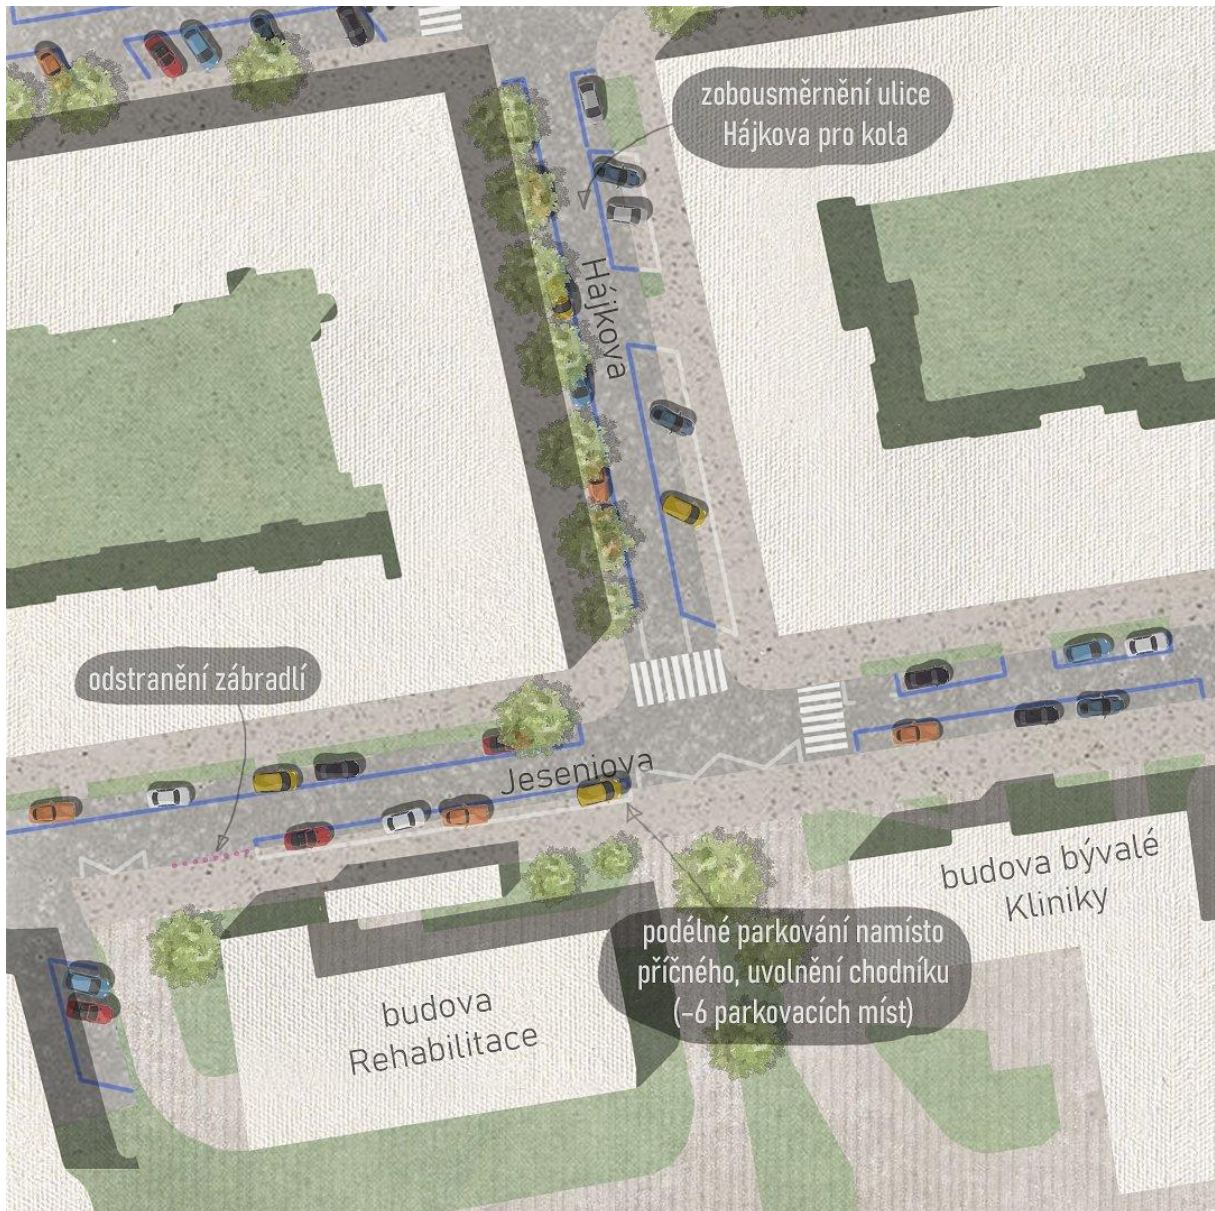 zobousměrnění ulice
Hájkova pro kola
Hájkova
odstranění zábradlí
Jeseniova
budova bývalé
Kliniky
podélné parkování namísto
příčného, uvolnění chodníku
(–6 parkovacích míst)
budova
Rehabilitace